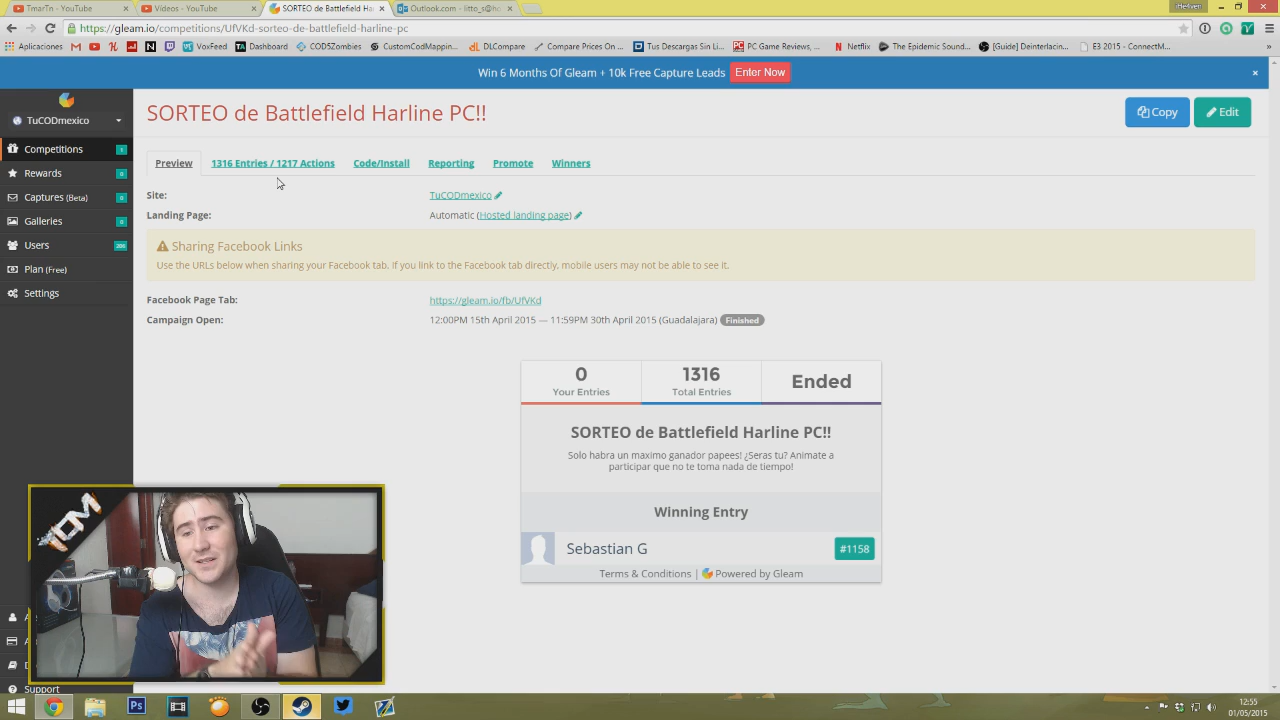 TmarTn - YouTube
Vídeos - YouTube
SORTEO de Battlefield Ha
Outlook.com - litto_s@ho
iHeriven
https://gleam.io/competitions/UfVKd-sorteo-de-battlefield-harline-pc
Aplicaciones
VoxFeed
Dashboard
COD5Zombies
CustomCodMappin...
DLCompare
Compare Prices On ...
Tus Descargas Sin Li...
PC Game Reviews, ...
Netflix
The Epidemic Sound...
[Guide] Deinterlacin...
E3 2015 - ConnectM...
Win 6 Months Of Gleam + 10k Free Capture Leads Enter Now ×
TuCODmexico
Competitions 1
Rewards 0
Captures (Beta) 0
Galleries 0
Users
Plan (Free)
Settings
Support
SORTEO de Battlefield Harline PC!!
Copy
Edit
Preview
1316 Entries / 1217 Actions
Code/Install
Reporting
Promote
Winners
Site: TuCODmexico
Landing Page: Automatic (Hosted landing page)
Sharing Facebook Links
Use the URLs below when sharing your Facebook tab. If you link to the Facebook tab directly, mobile users may not be able to see it.
Facebook Page Tab: https://gleam.io/fb/UfVKd
Campaign Open: 12:00PM 15th April 2015 — 11:59PM 30th April 2015 (Guadalajara) Finished
0
Your Entries
1316
Total Entries
Ended
SORTEO de Battlefield Harline PC!!
Solo habra un maximo ganador papees! ¿Seras tu? Animate a
participar que no te toma nada de tiempo!
Winning Entry
Sebastian G #1158
Terms & Conditions | Powered by Gleam
TCM
12:55
01/05/2015